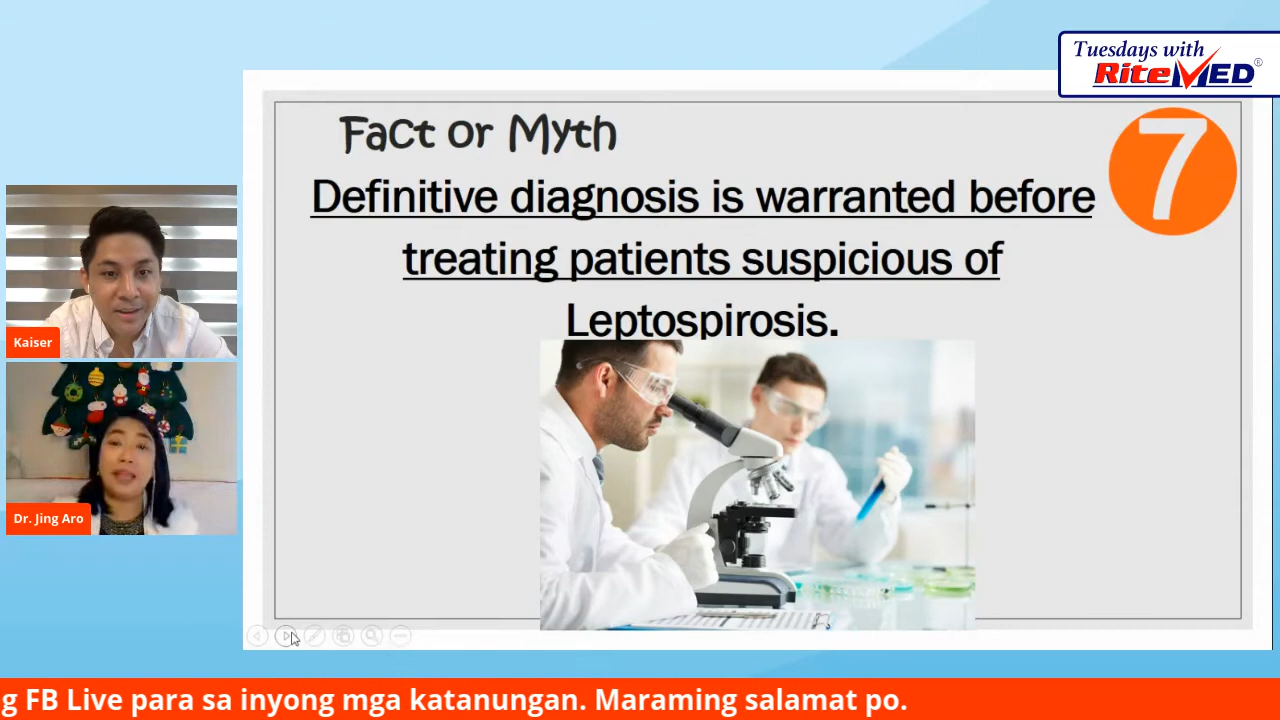 Tuesdays with
RiteMED®
Fact or Myth
7
Definitive diagnosis is warranted before
treating patients suspicious of
Leptospirosis.
Kaiser
Dr. Jing Aro
g FB Live para sa inyong mga katanungan. Maraming salamat po.